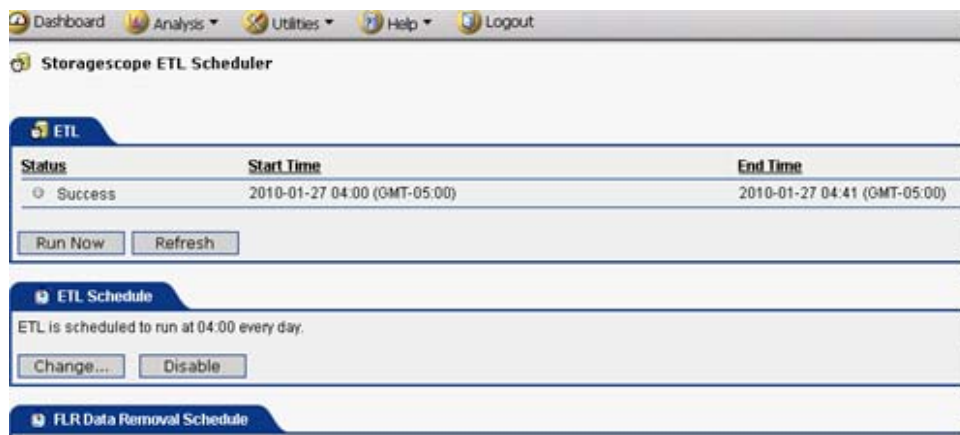 Dashboard Analysis Utilities Help Logout
Storagescope ETL Scheduler
ETL
Status Start Time End Time
Success 2010-01-27 04:00 (GMT-05:00) 2010-01-27 04:41 (GMT-05:00)
Run Now Refresh
ETL Schedule
ETL is scheduled to run at 04:00 every day.
Change... Disable
FLR Data Removal Schedule